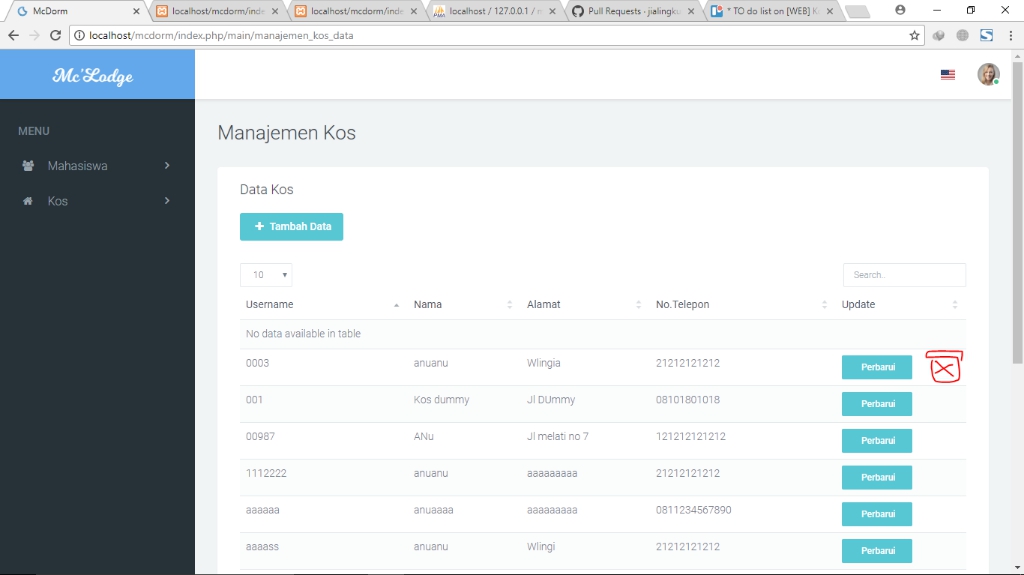 McDorm
localhost/mcdorm/inde
localhost/mcdorm/inde
localhost / 127.0.0.1 / m
Pull Requests · jialingku
* TO do list on [WEB] K
localhost/mcdorm/index.php/main/manajemen_kos_data
Mc'Lodge
MENU
Mahasiswa
Kos
Manajemen Kos
Data Kos
+ Tambah Data
10
Search..
Username Nama Alamat No.Telepon Update
No data available in table
0003 anuanu Wlingia 21212121212 Perbarui
001 Kos dummy Jl DUmmy 08101801018 Perbarui
00987 ANu Jl melati no 7 121212121212 Perbarui
1112222 anuanu aaaaaaaaa 21212121212 Perbarui
aaaaaa anuaaaa aaaaaaaaa 0811234567890 Perbarui
aaaass anuanu Wlingi 21212121212 Perbarui